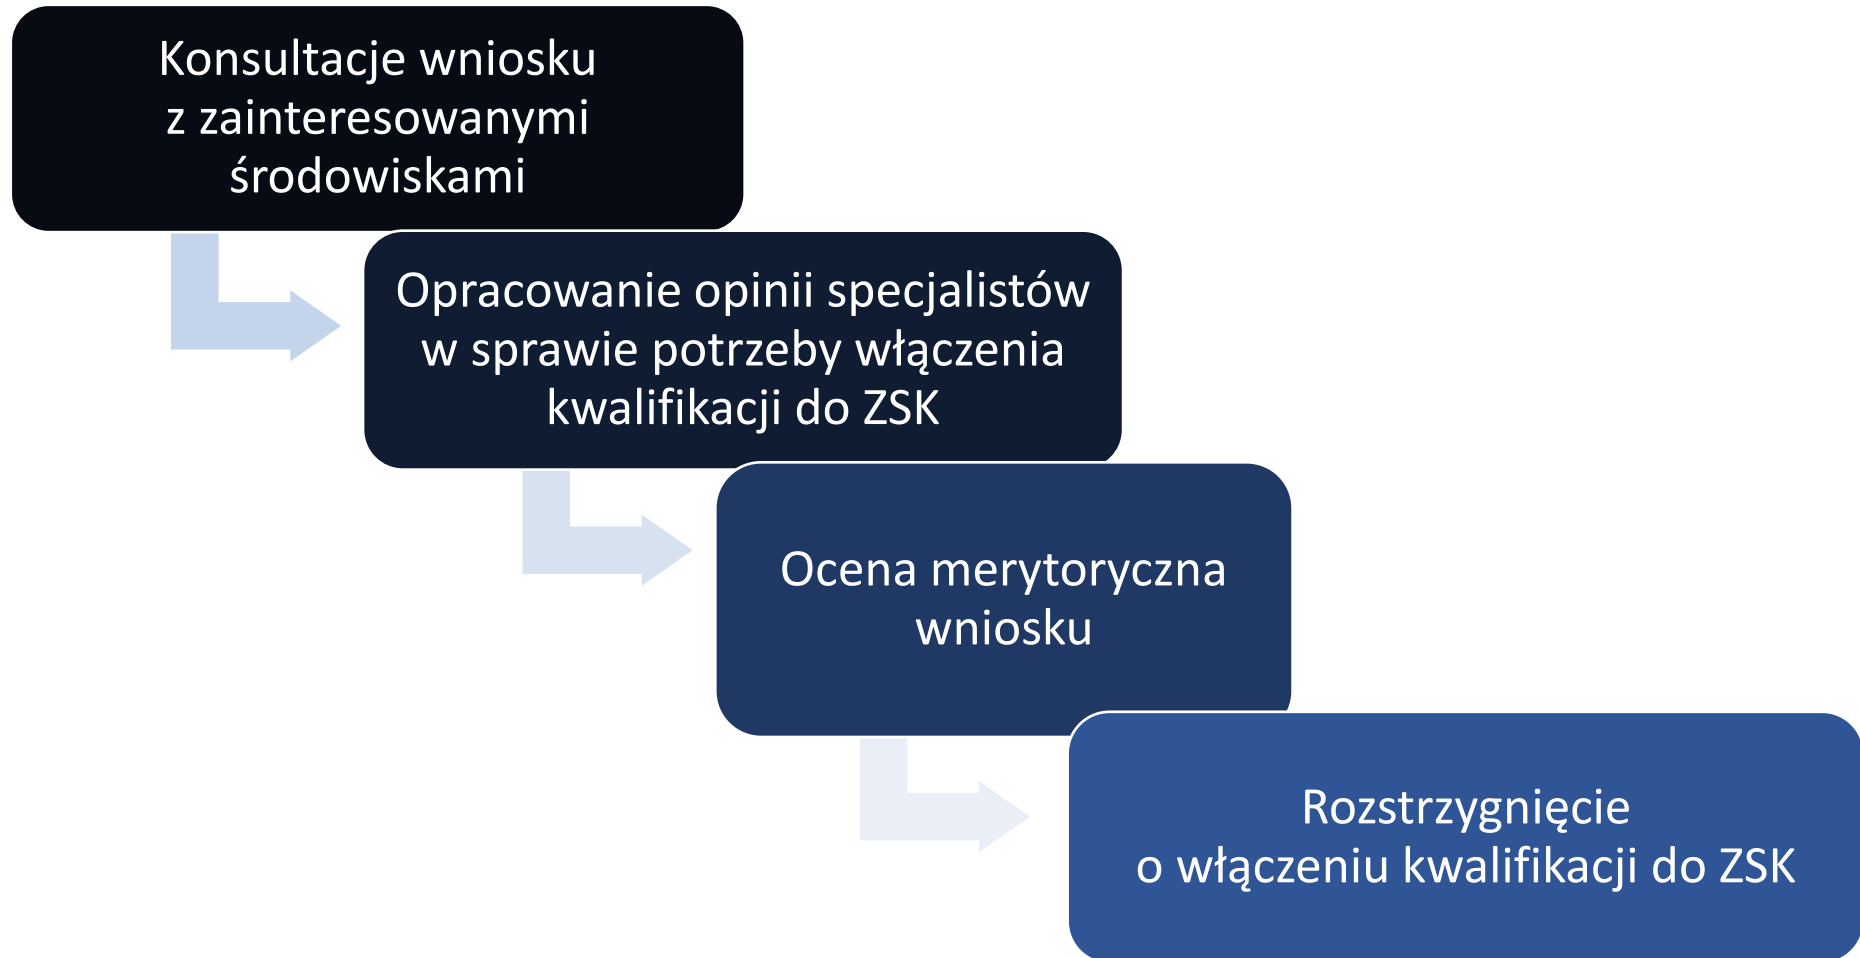 Konsultacje wniosku
z zainteresowanymi
środowiskami
Opracowanie opinii specjalistów
w sprawie potrzeby włączenia
kwalifikacji do ZSK
Ocena merytoryczna
wniosku
Rozstrzygnięcie
o włączeniu kwalifikacji do ZSK